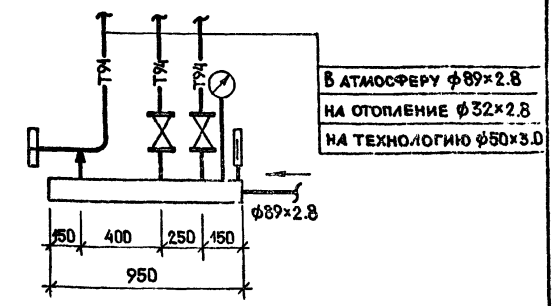 Т94
Т94
Т94
В АТМОСФЕРУ ф89×2.8
НА ОТОПЛЕНИЕ ф32×2.8
НА ТЕХНОЛОГИЮ ф50×3.0
ф89×2.8
150 400 250 150
950